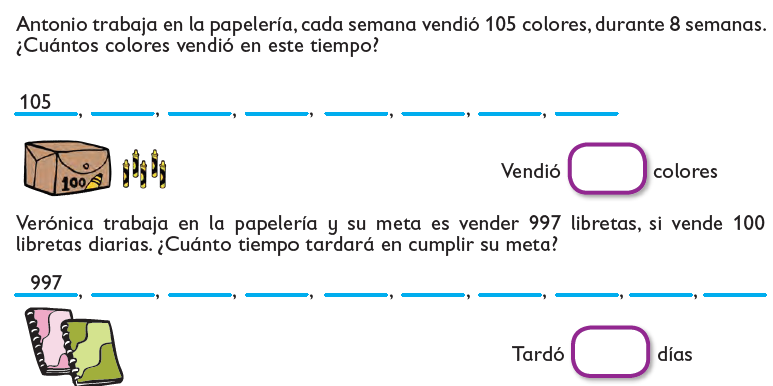 Antonio trabaja en la papelería, cada semana vendió 105 colores, durante 8 semanas.
¿Cuántos colores vendió en este tiempo?
105 , , , , , , ,
100
Vendió colores
Verónica trabaja en la papelería y su meta es vender 997 libretas, si vende 100
libretas diarias. ¿Cuánto tiempo tardará en cumplir su meta?
997 , , , , , , , , ,
Tardó días